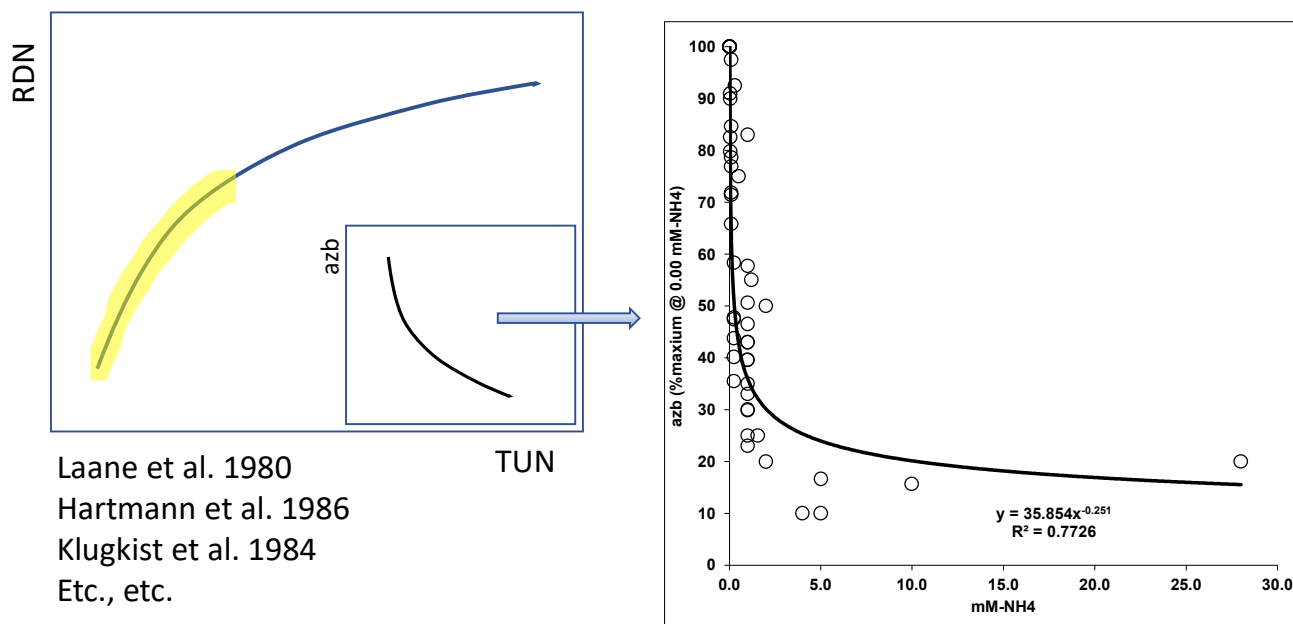 RDN
azb
TUN
Laane et al. 1980
Hartmann et al. 1986
Klugkist et al. 1984
Etc., etc.
azb (%maxium @ 0.00 mM-NH4)
100
90
80
70
60
50
40
30
20
10
0
y = 35.854x^-0.251
R² = 0.7726
0.0 5.0 10.0 15.0 20.0 25.0 30.0
mM-NH4